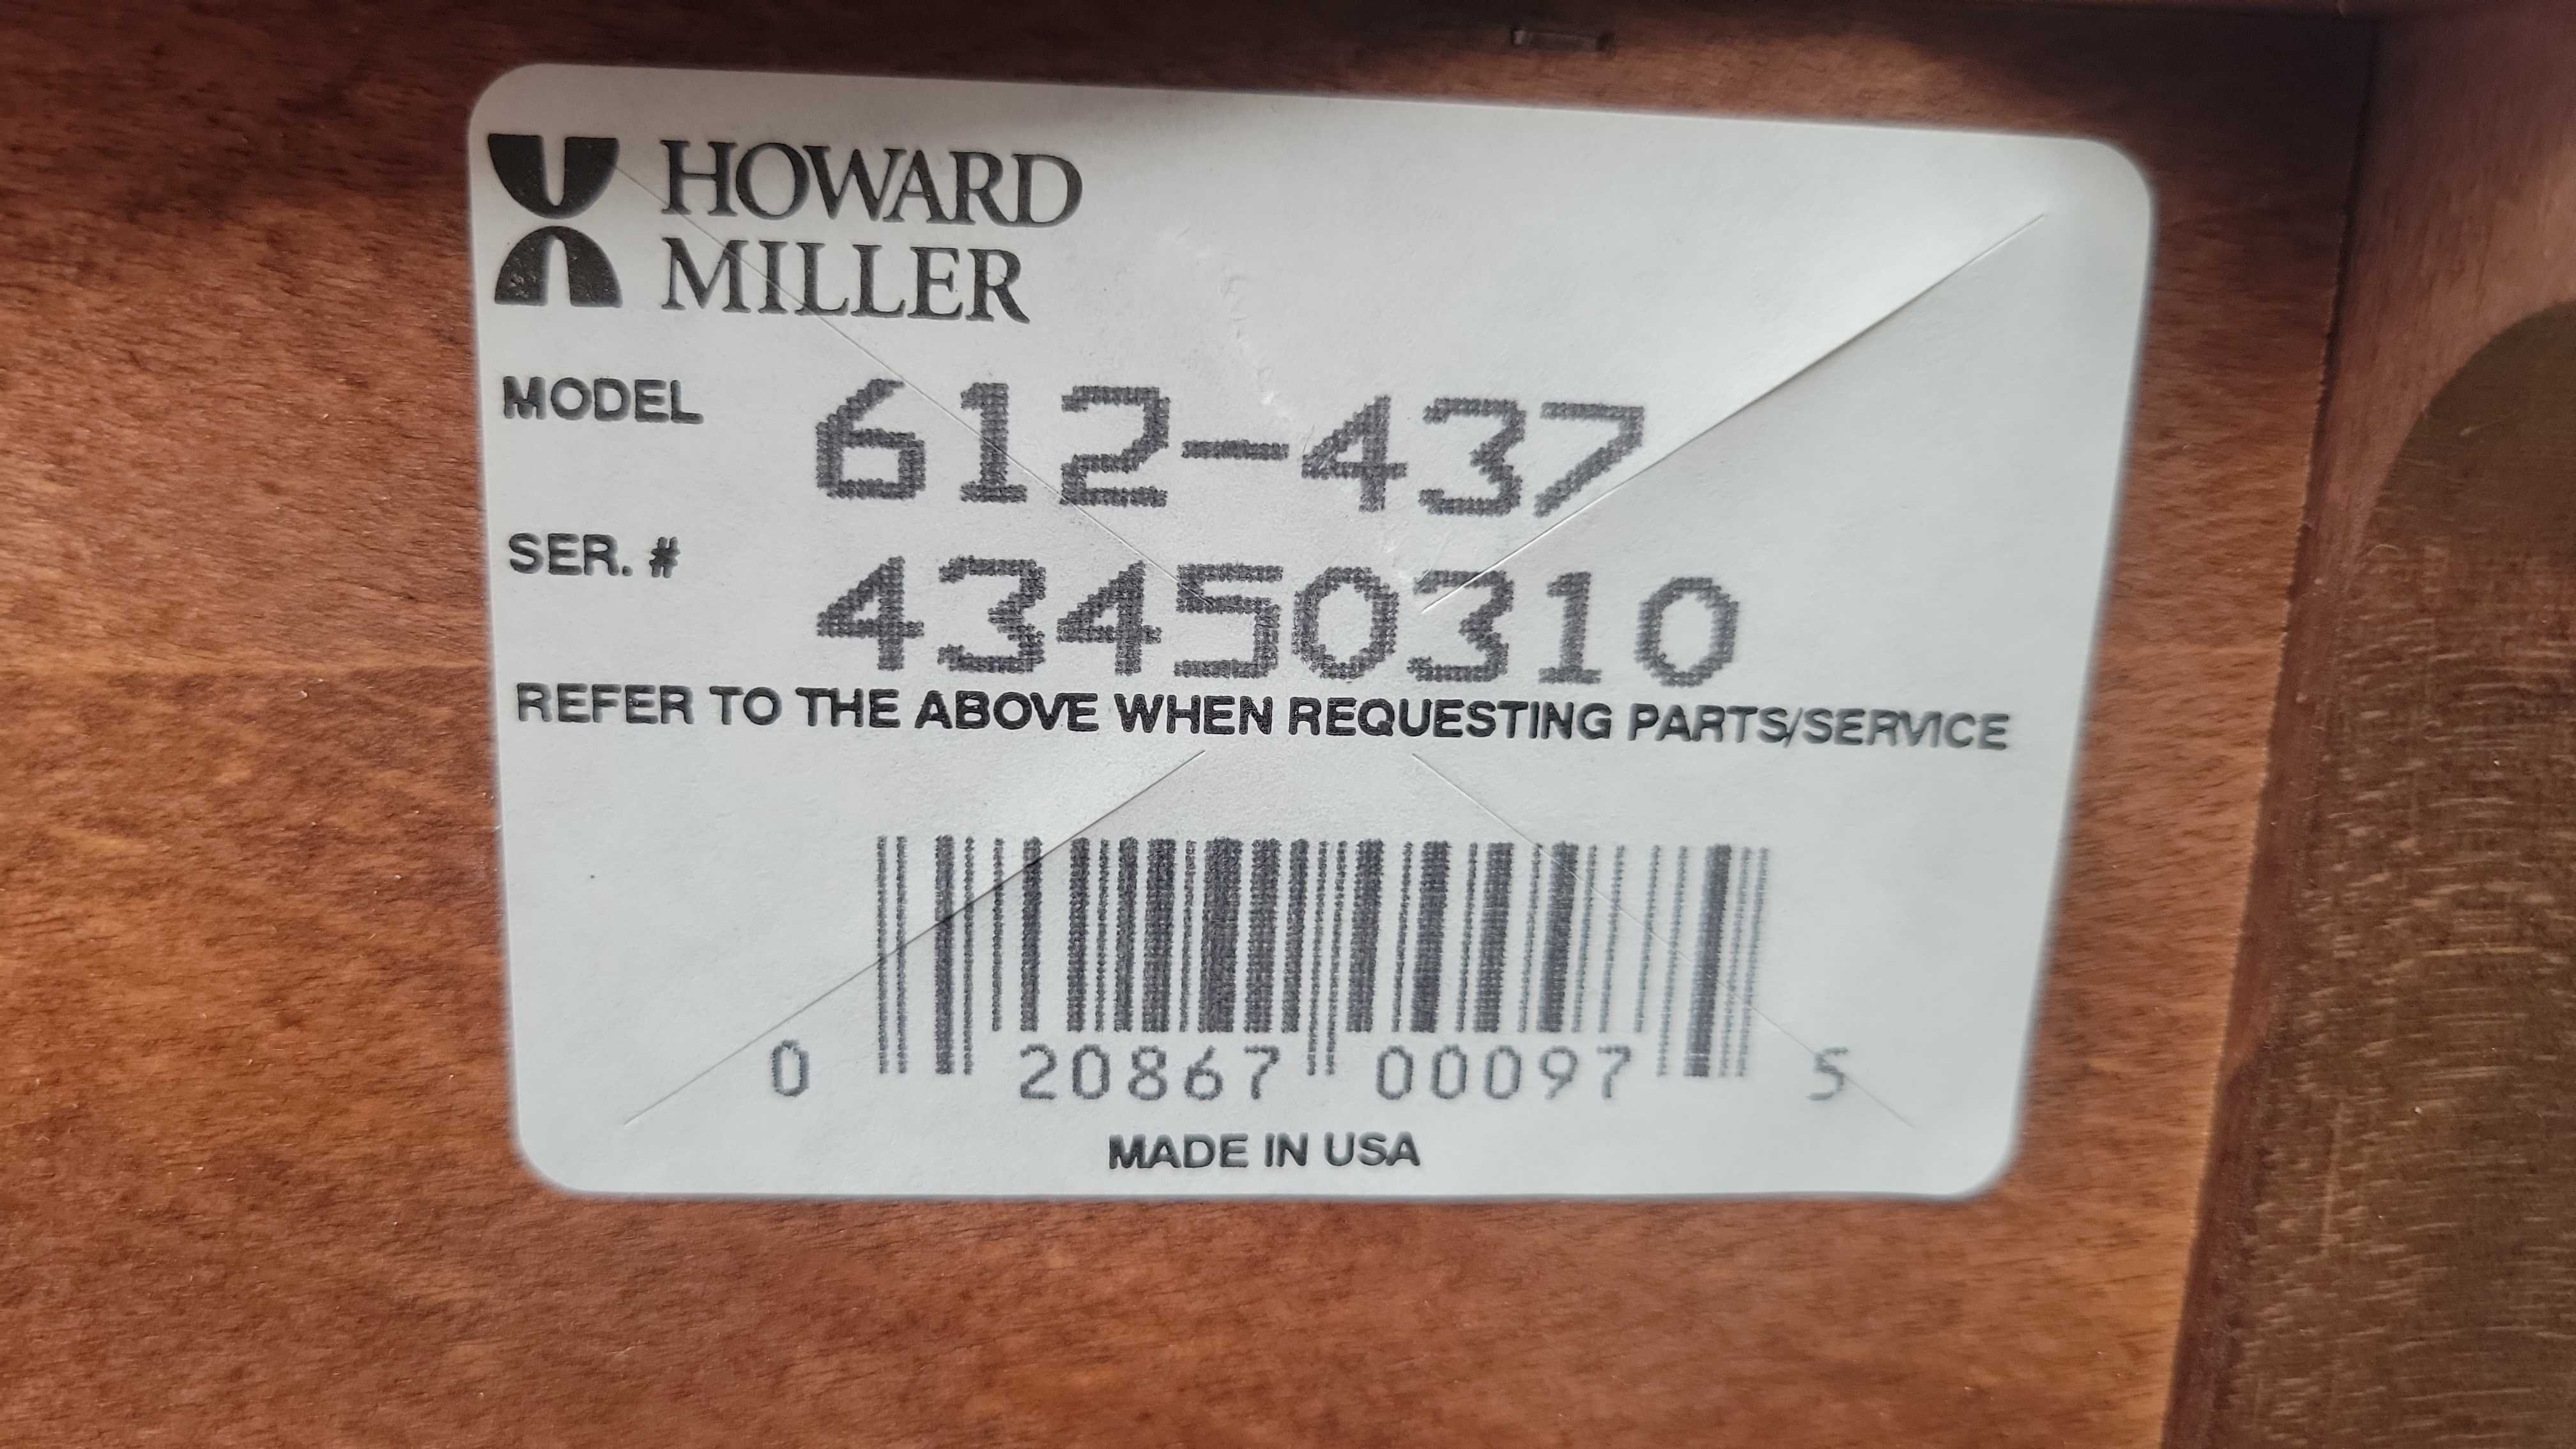 HOWARD
MILLER
MODEL 612-437
SER. # 43450310
REFER TO THE ABOVE WHEN REQUESTING PARTS/SERVICE
0 20867 00097 5
MADE IN USA